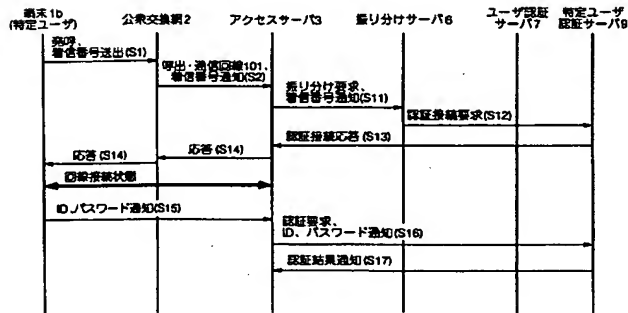 端末1b
(特定ユーザ)
公衆交換網2
アクセスサーバ3
振り分けサーバ6
ユーザ認証
サーバ7
特定ユーザ
認証サーバ9
発呼、
着信番号送出(S1)
呼出・通信回線101、
着信番号通知(S2)
振り分け要求、
着信番号通知(S11)
認証接続要求(S12)
認証接続応答(S13)
応答(S14)
応答(S14)
回線接続状態
ID、パスワード通知(S15)
認証要求、
ID、パスワード通知(S16)
認証結果通知(S17)